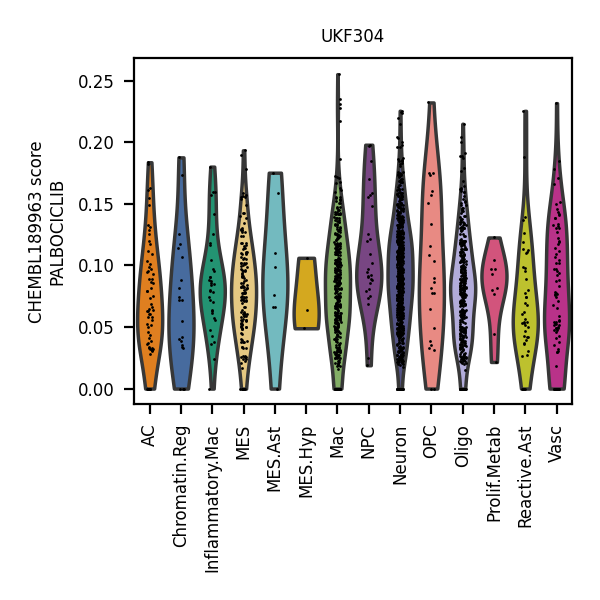 UKF304
CHEMBL189963 score
PALBOCICLIB
0.25
0.20
0.15
0.10
0.05
0.00
AC
Chromatin.Reg
Inflammatory.Mac
MES
MES.Ast
MES.Hyp
Mac
NPC
Neuron
OPC
Oligo
Prolif.Metab
Reactive.Ast
Vasc